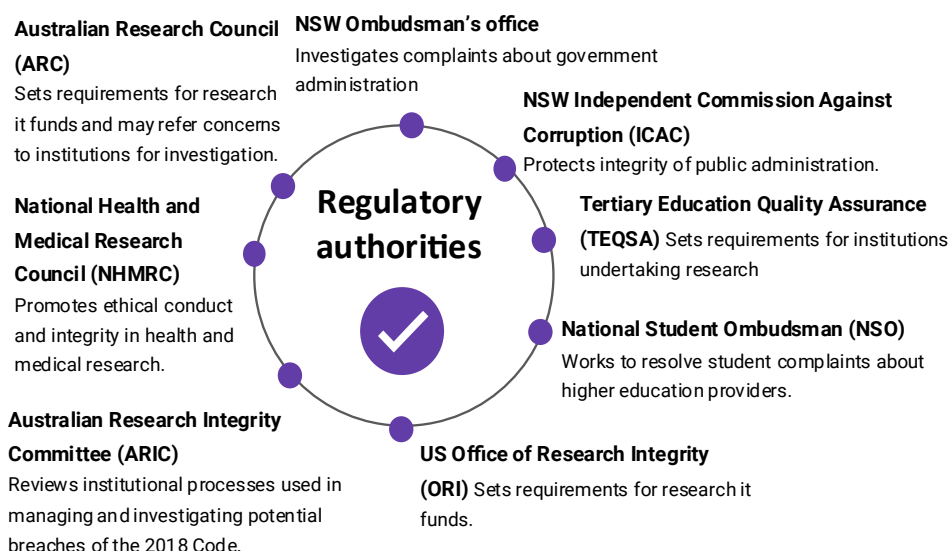 Australian Research Council
(ARC)
Sets requirements for research
it funds and may refer concerns
to institutions for investigation.
NSW Ombudsman's office
Investigates complaints about government
administration
NSW Independent Commission Against
Corruption (ICAC)
Protects integrity of public administration.
Regulatory
authorities
National Health and
Medical Research
Council (NHMRC)
Promotes ethical conduct
and integrity in health and
medical research.
Tertiary Education Quality Assurance
(TEQSA) Sets requirements for institutions
undertaking research
National Student Ombudsman (NSO)
Works to resolve student complaints about
higher education providers.
Australian Research Integrity
Committee (ARIC)
Reviews institutional processes used in
managing and investigating potential
breaches of the 2018 Code.
US Office of Research Integrity
(ORI) Sets requirements for research it
funds.